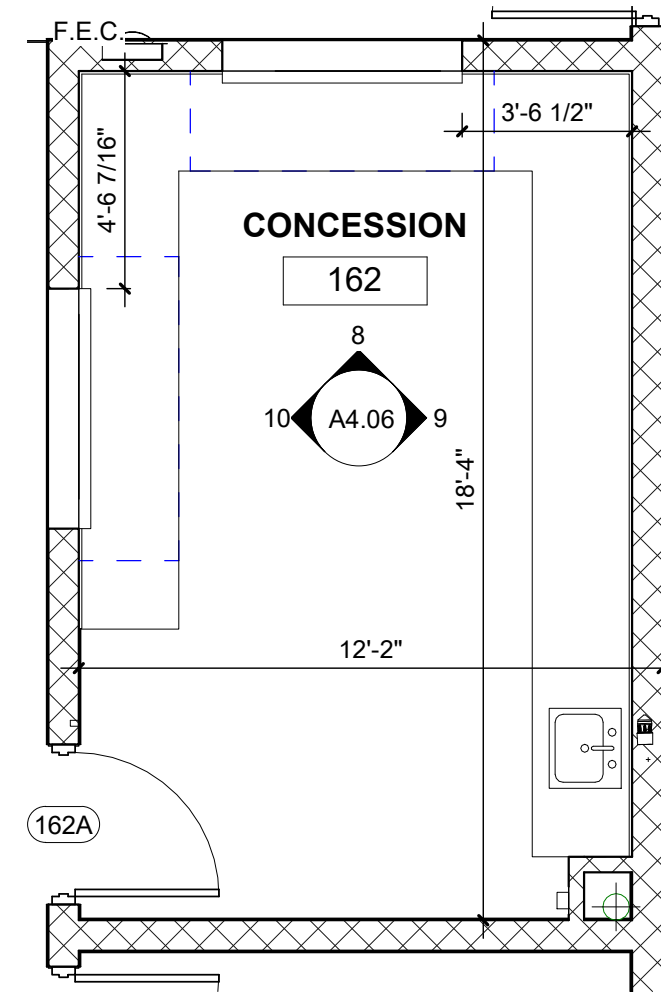 F.E.C.
3'-6 1/2"
4'-6 7/16"
CONCESSION
162
8
10
A4.06
9
18'-4"
12'-2"
162A